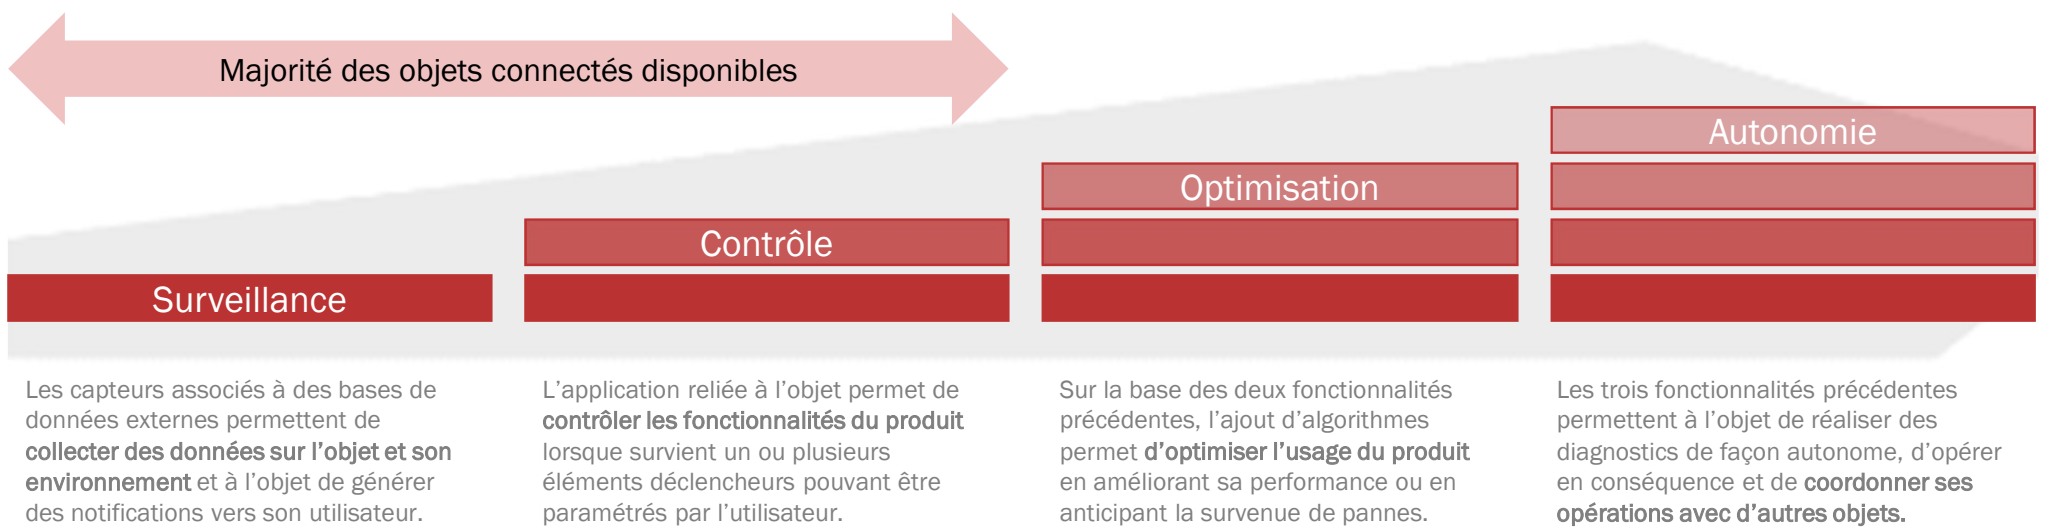 Majorité des objets connectés disponibles
Autonomie
Optimisation
Contrôle
Surveillance
Les capteurs associés à des bases de
données externes permettent de
collecter des données sur l’objet et son
environnement et à l’objet de générer
des notifications vers son utilisateur.
L’application reliée à l’objet permet de
contrôler les fonctionnalités du produit
lorsque survient un ou plusieurs
éléments déclencheurs pouvant être
paramétrés par l’utilisateur.
Sur la base des deux fonctionnalités
précédentes, l’ajout d’algorithmes
permet d’optimiser l’usage du produit
en améliorant sa performance ou en
anticipant la survenue de pannes.
Les trois fonctionnalités précédentes
permettent à l’objet de réaliser des
diagnostics de façon autonome, d’opérer
en conséquence et de coordonner ses
opérations avec d’autres objets.